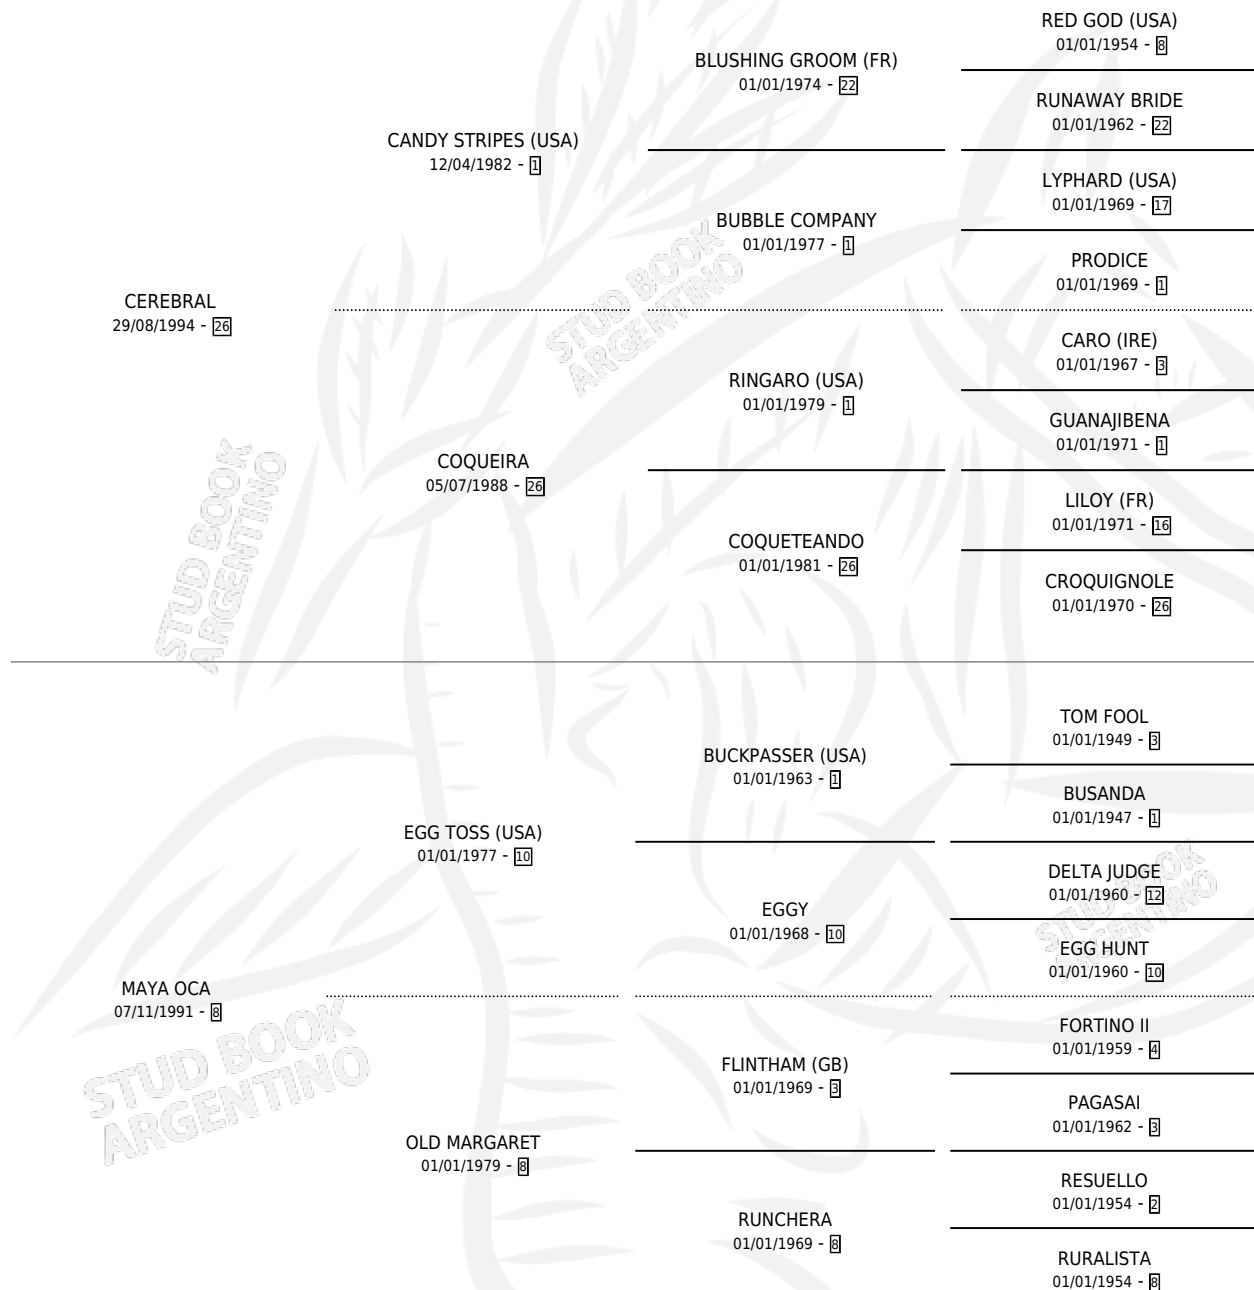 RED GOD (USA)
01/01/1954 - 8
BLUSHING GROOM (FR)
01/01/1974 - 22
RUNAWAY BRIDE
01/01/1962 - 22
CANDY STRIPES (USA)
12/04/1982 - 1
LYPHARD (USA)
01/01/1969 - 17
BUBBLE COMPANY
01/01/1977 - 1
PRODICE
01/01/1969 - 1
CEREBRAL
29/08/1994 - 26
STUD BOOK
ARGENTINO
CARO (IRE)
01/01/1967 - 3
RINGARO (USA)
01/01/1979 - 1
GUANAJIBENA
01/01/1971 - 1
COQUEIRA
05/07/1988 - 26
LILOY (FR)
01/01/1971 - 16
COQUETEANDO
01/01/1981 - 26
CROQUIGNOLE
01/01/1970 - 26
STUD BOOK
ARGENTINO
TOM FOOL
01/01/1949 - 3
BUCKPASSER (USA)
01/01/1963 - 1
BUSANDA
01/01/1947 - 1
EGG TOSS (USA)
01/01/1977 - 10
DELTA JUDGE
01/01/1960 - 12
STUD BOOK
ARGENTINO
EGGY
01/01/1968 - 10
EGG HUNT
01/01/1960 - 10
MAYA OCA
07/11/1991 - 8
STUD BOOK
ARGENTINO
FORTINO II
01/01/1959 - 4
FLINTHAM (GB)
01/01/1969 - 3
PAGASAI
01/01/1962 - 3
OLD MARGARET
01/01/1979 - 8
RESUELLO
01/01/1954 - 2
RUNCHERA
01/01/1969 - 8
RURALISTA
01/01/1954 - 8